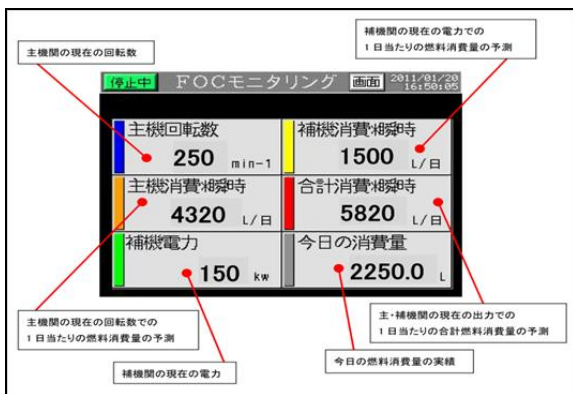 主機関の現在の回転数
補機関の現在の電力での
1日当たりの燃料消費量の予測
停止中 FOCモニタリング 画面 2011/01/20
16:50:05
主機回転数
250 min-1
補機消費※瞬時
1500 L/日
主機消費※瞬時
4320 L/日
合計消費※瞬時
5820 L/日
補機電力
150 kw
今日の消費量
2250.0 L
主機関の現在の回転数での
1日当たりの燃料消費量の予測
補機関の現在の電力
主・補機関の現在の出力での
1日当たりの合計燃料消費量の予測
今日の燃料消費量の実績